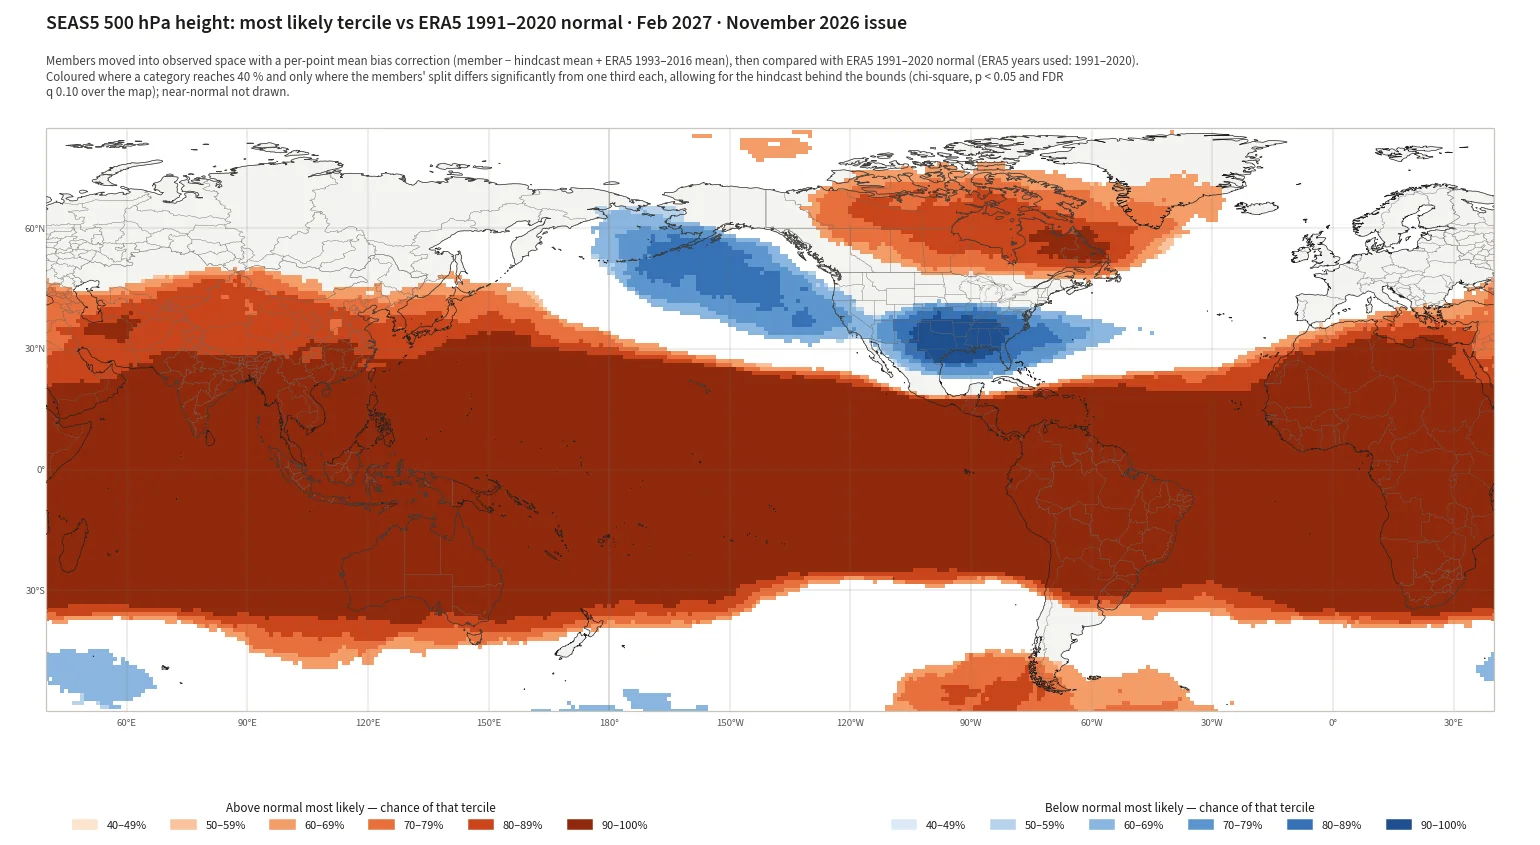 SEAS5 500 hPa height: most likely tercile vs ERA5 1991–2020 normal · Feb 2027 · November 2026 issue
Members moved into observed space with a per-point mean bias correction (member − hindcast mean + ERA5 1993–2016 mean), then compared with ERA5 1991–2020 normal (ERA5 years used: 1991–2020).
Coloured where a category reaches 40 % and only where the members' split differs significantly from one third each, allowing for the hindcast behind the bounds (chi-square, p < 0.05 and FDR
q 0.10 over the map); near-normal not drawn.
60°N
30°N
0°
30°S
60°E 90°E 120°E 150°E 180° 150°W 120°W 90°W 60°W 30°W 0° 30°E
Above normal most likely — chance of that tercile
40–49% 50–59% 60–69% 70–79% 80–89% 90–100%
Below normal most likely — chance of that tercile
40–49% 50–59% 60–69% 70–79% 80–89% 90–100%